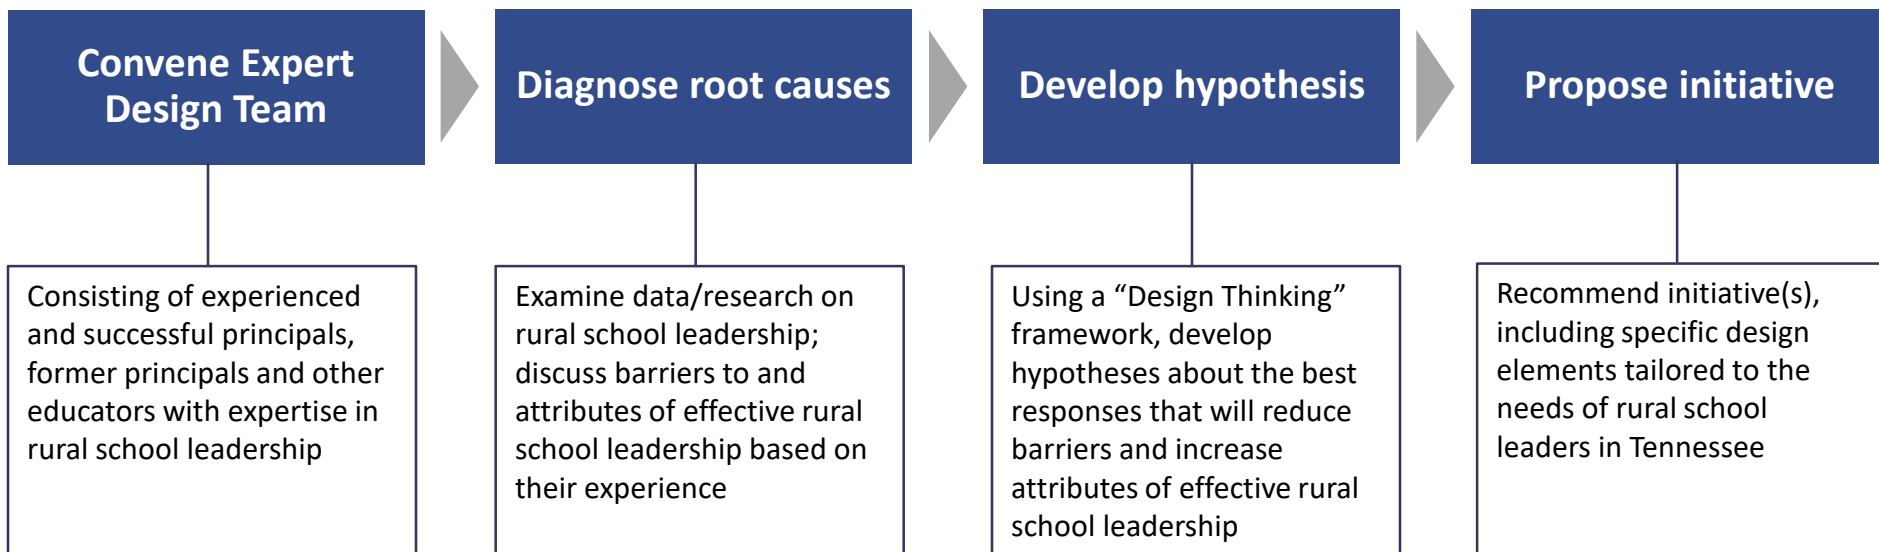 Convene Expert
Design Team
Diagnose root causes
Develop hypothesis
Propose initiative
Consisting of experienced
and successful principals,
former principals and other
educators with expertise in
rural school leadership
Examine data/research on
rural school leadership;
discuss barriers to and
attributes of effective rural
school leadership based on
their experience
Using a “Design Thinking”
framework, develop
hypotheses about the best
responses that will reduce
barriers and increase
attributes of effective rural
school leadership
Recommend initiative(s),
including specific design
elements tailored to the
needs of rural school
leaders in Tennessee